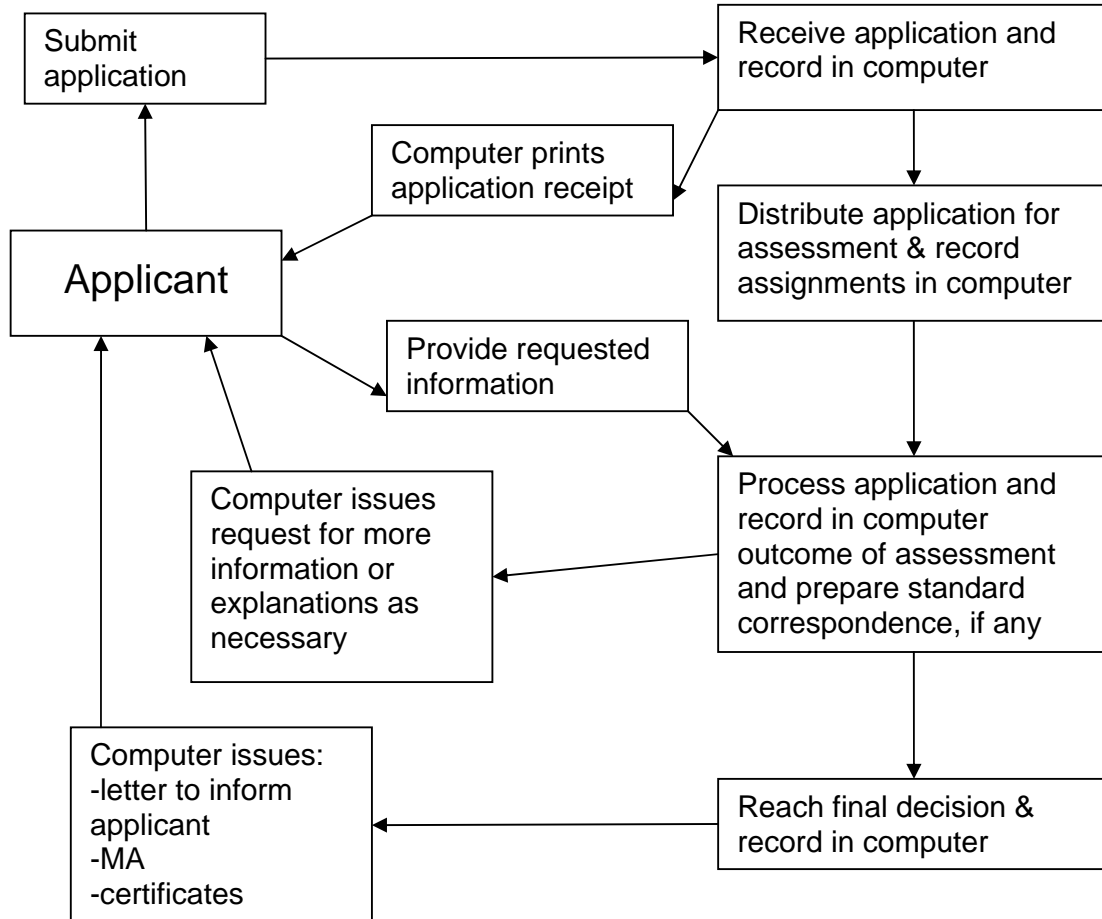 Submit
application
Receive application and
record in computer
Computer prints
application receipt
Distribute application for
assessment & record
assignments in computer
Applicant
Provide requested
information
Process application and
record in computer
outcome of assessment
and prepare standard
correspondence, if any
Computer issues
request for more
information or
explanations as
necessary
Computer issues:
-letter to inform
applicant
-MA
-certificates
Reach final decision &
record in computer